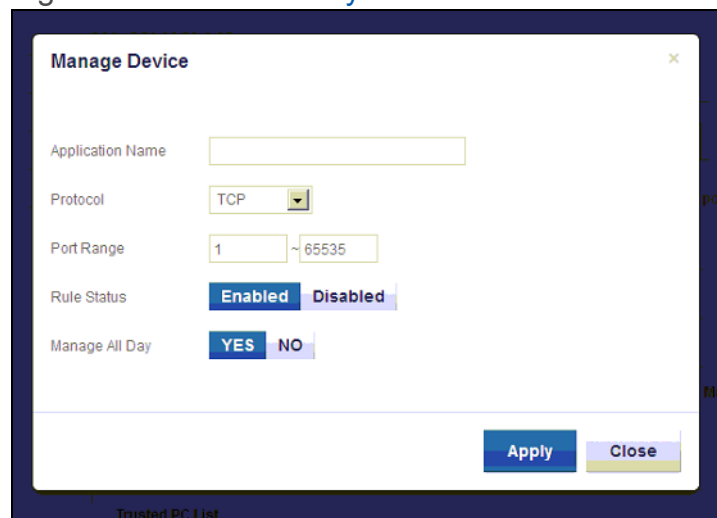 Manage Device ×
Application Name
Protocol TCP
Port Range 1 ~ 65535
Rule Status Enabled Disabled
Manage All Day YES NO
Apply Close
Trusted PC List